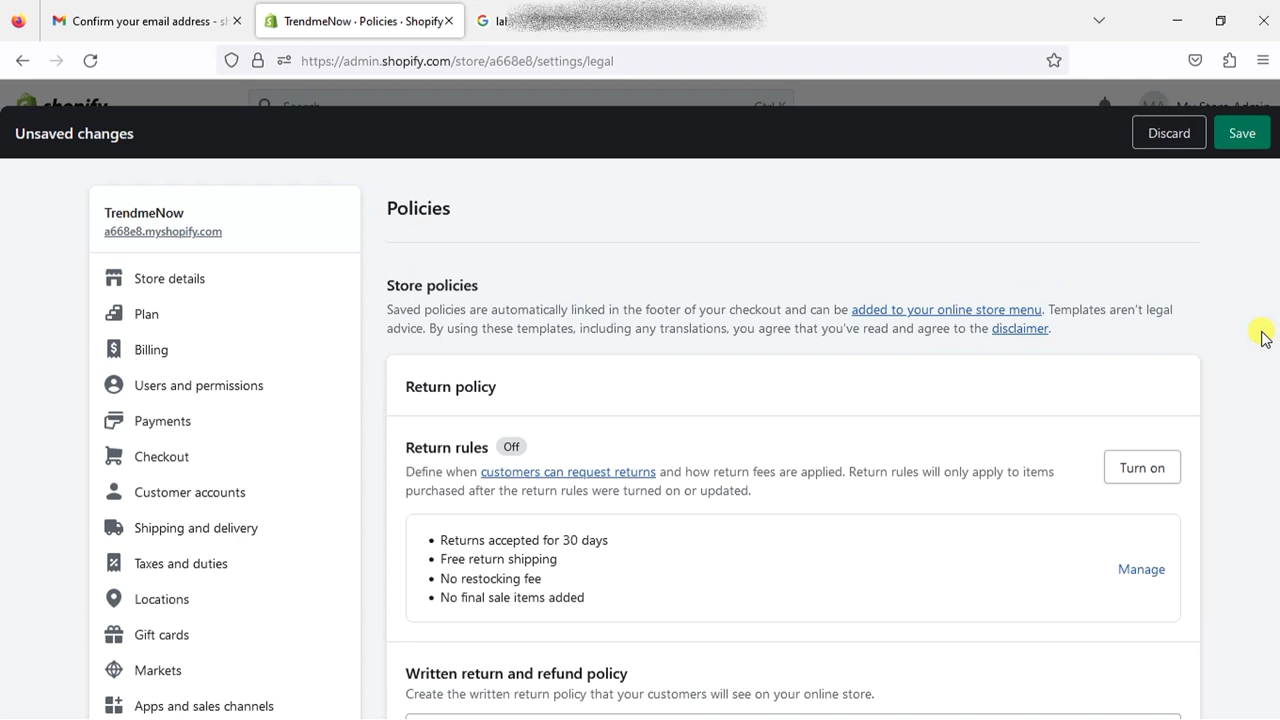 Confirm your email address - sh
TrendmeNow · Policies · Shopify
https://admin.shopify.com/store/a668e8/settings/legal
shopify
Search
Ctrl K
My Store Admin
Unsaved changes
Discard
Save
TrendmeNow
a668e8.myshopify.com
Store details
Plan
Billing
Users and permissions
Payments
Checkout
Customer accounts
Shipping and delivery
Taxes and duties
Locations
Gift cards
Markets
Apps and sales channels
Policies
Store policies
Saved policies are automatically linked in the footer of your checkout and can be added to your online store menu. Templates aren't legal
advice. By using these templates, including any translations, you agree that you've read and agree to the disclaimer.
Return policy
Return rules Off
Define when customers can request returns and how return fees are applied. Return rules will only apply to items
purchased after the return rules were turned on or updated.
Turn on
• Returns accepted for 30 days
• Free return shipping
• No restocking fee
• No final sale items added
Manage
Written return and refund policy
Create the written return policy that your customers will see on your online store.